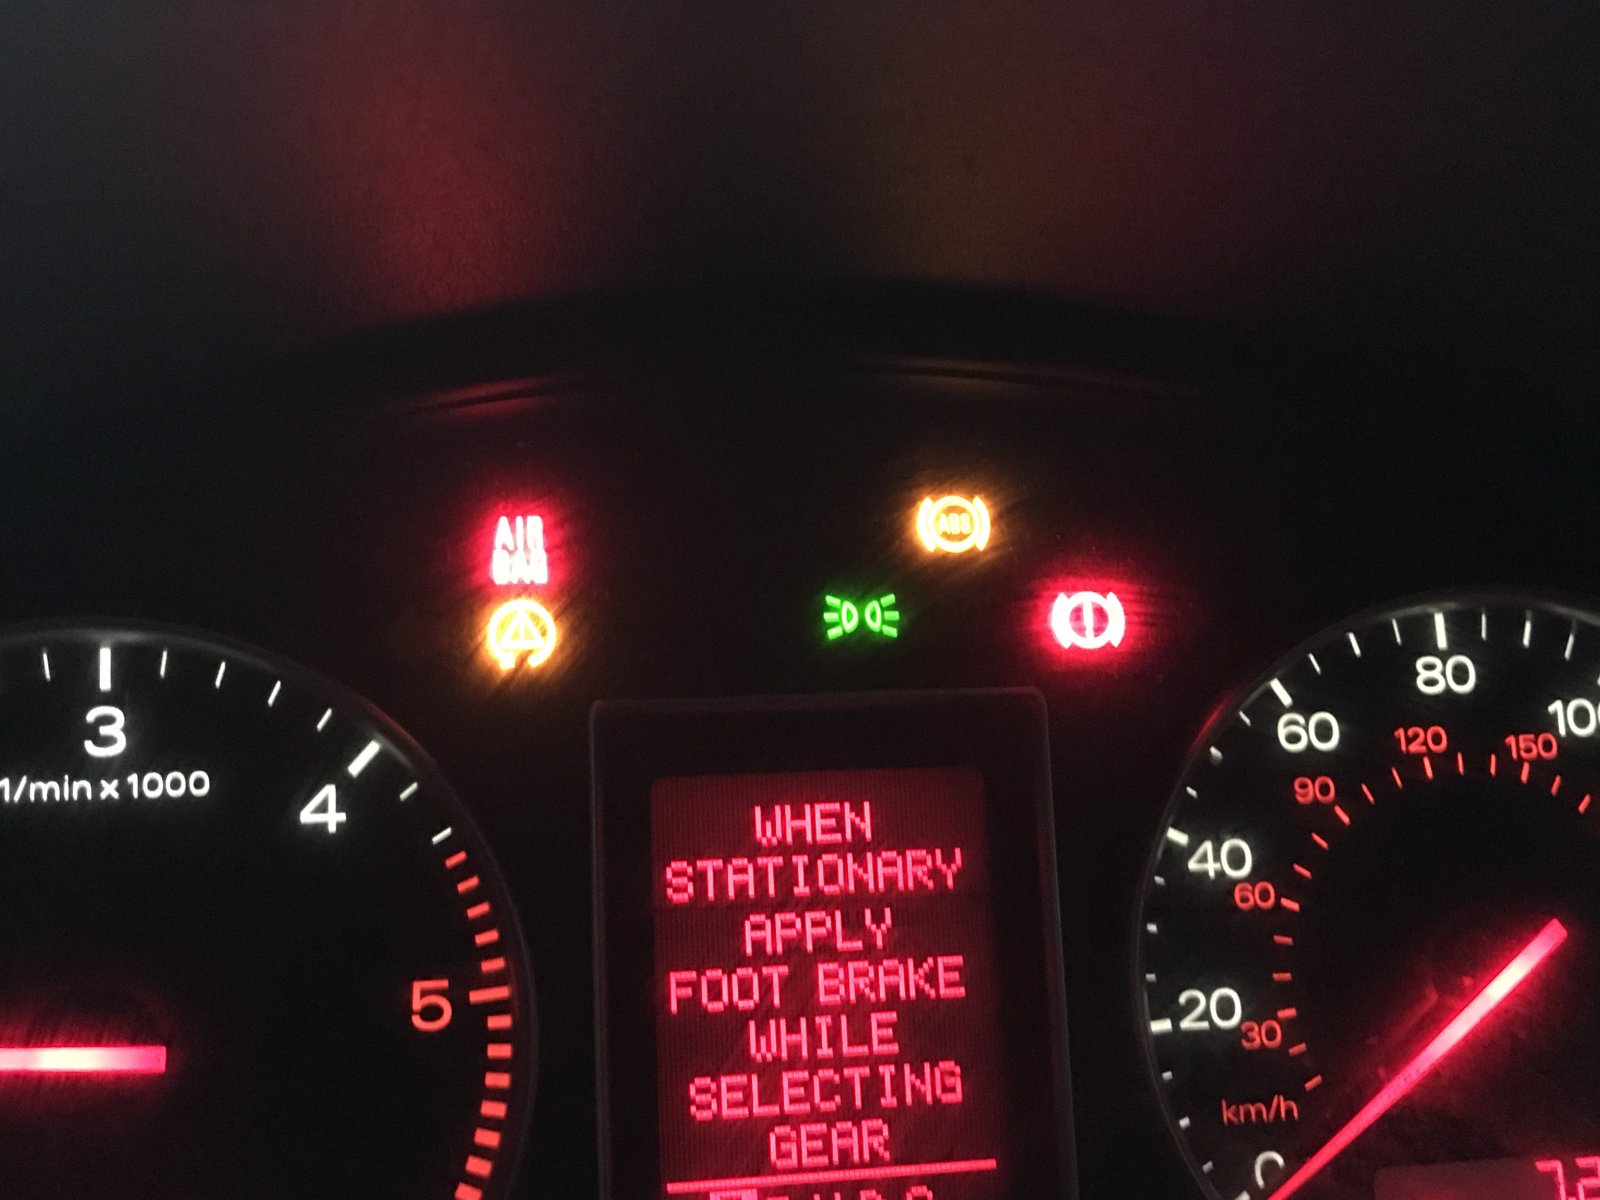 AIR
BAG
ABS
3
1/min x 1000
4
5
WHEN
STATIONARY
APPLY
FOOT BRAKE
WHILE
SELECTING
GEAR
80
60
120
150
90
40
60
20
30
km/h